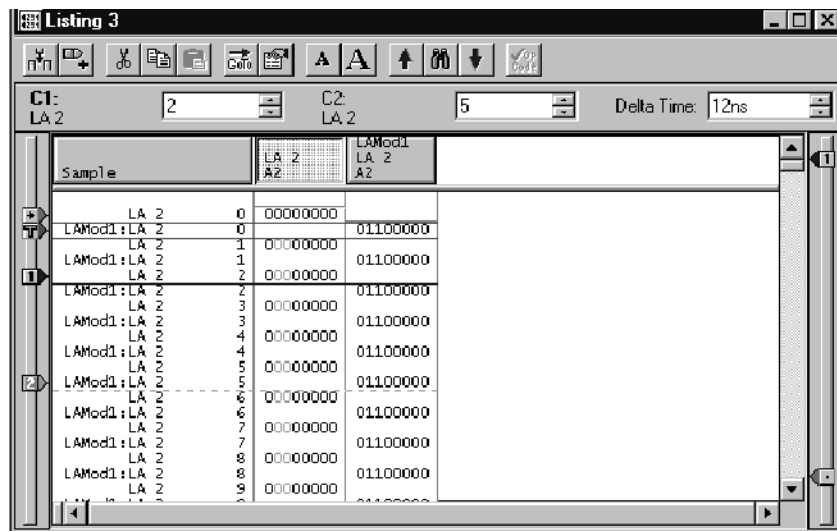 Listing 3
Goto A A Op Code
C1: 2 C2: 5 Delta Time: 12ns
LA 2 LA 2
LAMod1
LA 2 LA 2
Sample A2 A2
LA 2 0 00000000
LAMod1:LA 2 0 01100000
LA 2 1 00000000
LAMod1:LA 2 1 01100000
LA 2 2 00000000
LAMod1:LA 2 2 01100000
LA 2 3 00000000
LAMod1:LA 2 3 01100000
LA 2 4 00000000
LAMod1:LA 2 4 01100000
LA 2 5 00000000
LAMod1:LA 2 5 01100000
LA 2 6 00000000
LAMod1:LA 2 6 01100000
LA 2 7 00000000
LAMod1:LA 2 7 01100000
LA 2 8 00000000
LAMod1:LA 2 8 01100000
LA 2 9 00000000